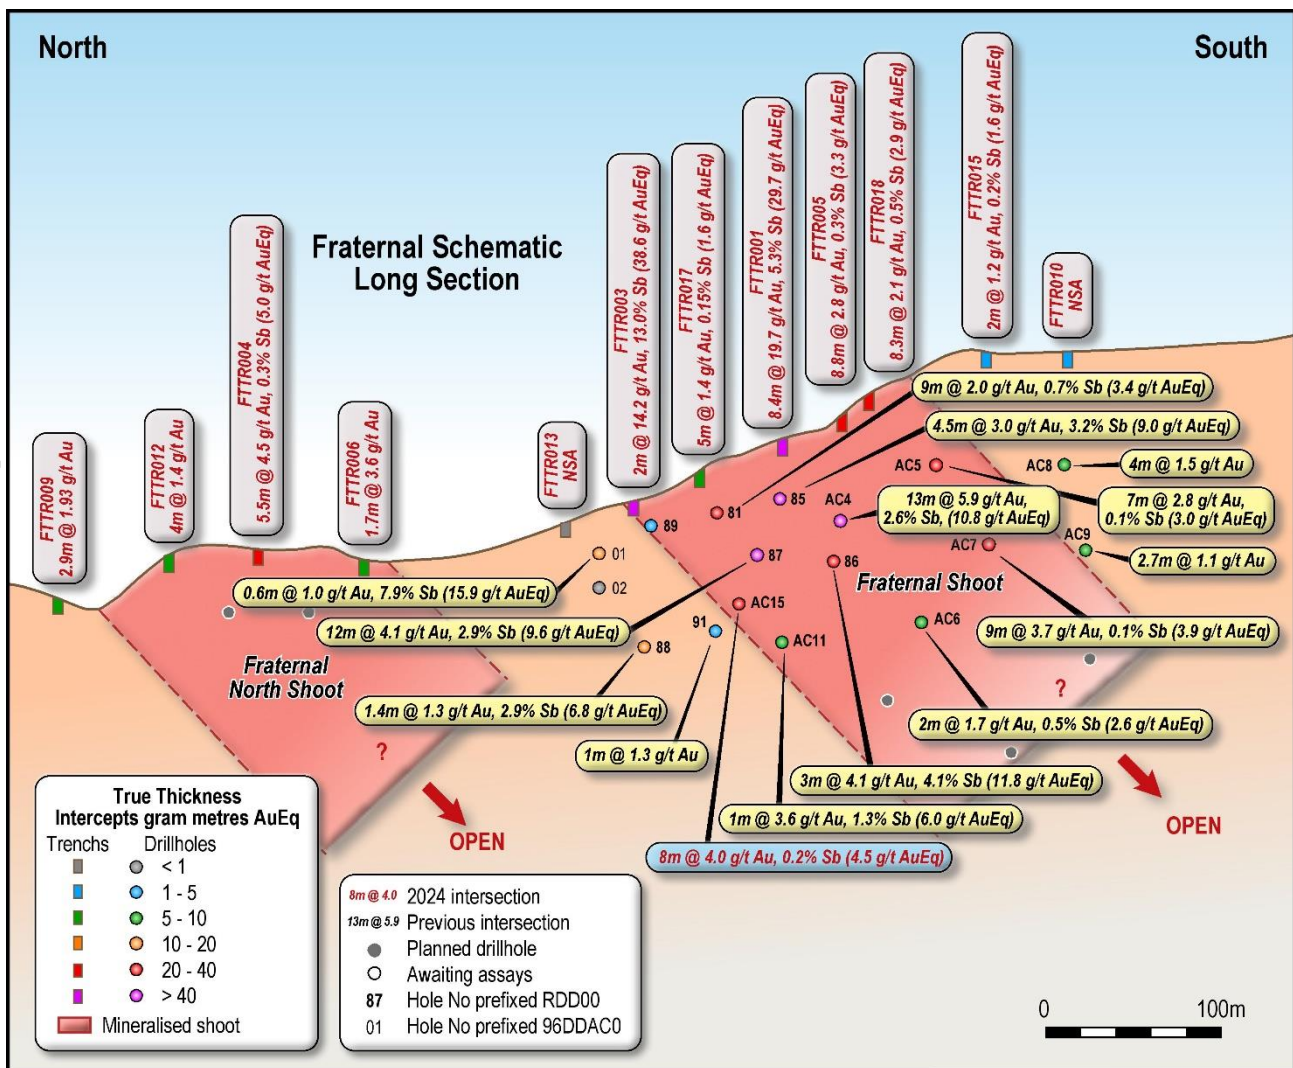 North
South
Fraternal Schematic
Long Section
FTTR009
2.9m @ 1.93 g/t Au
FTTR012
4m @ 1.4 g/t Au
FTTR004
5.5m @ 4.5 g/t Au, 0.3% Sb (5.0 g/t AuEq)
FTTR006
1.7m @ 3.6 g/t Au
FTTR013
NSA
FTTR003
2m @ 14.2 g/t Au, 13.0% Sb (38.6 g/t AuEq)
FTTR017
5m @ 1.4 g/t Au, 0.15% Sb (1.6 g/t AuEq)
FTTR001
8.4m @ 19.7 g/t Au, 5.3% Sb (29.7 g/t AuEq)
FTTR005
8.8m @ 2.8 g/t Au, 0.3% Sb (3.3 g/t AuEq)
FTTR018
8.3m @ 2.1 g/t Au, 0.5% Sb (2.9 g/t AuEq)
FTTR015
2m @ 1.2 g/t Au, 0.2% Sb (1.6 g/t AuEq)
FTTR010
NSA
9m @ 2.0 g/t Au, 0.7% Sb (3.4 g/t AuEq)
4.5m @ 3.0 g/t Au, 3.2% Sb (9.0 g/t AuEq)
AC5
AC8
4m @ 1.5 g/t Au
85
AC4
13m @ 5.9 g/t Au,
2.6% Sb, (10.8 g/t AuEq)
7m @ 2.8 g/t Au,
0.1% Sb (3.0 g/t AuEq)
89
81
AC7
AC9
2.7m @ 1.1 g/t Au
01
87
86
Fraternal Shoot
02
0.6m @ 1.0 g/t Au, 7.9% Sb (15.9 g/t AuEq)
AC15
12m @ 4.1 g/t Au, 2.9% Sb (9.6 g/t AuEq)
91
AC6
9m @ 3.7 g/t Au, 0.1% Sb (3.9 g/t AuEq)
88
AC11
Fraternal
North Shoot
?
1.4m @ 1.3 g/t Au, 2.9% Sb (6.8 g/t AuEq)
2m @ 1.7 g/t Au, 0.5% Sb (2.6 g/t AuEq)
?
1m @ 1.3 g/t Au
3m @ 4.1 g/t Au, 4.1% Sb (11.8 g/t AuEq)
1m @ 3.6 g/t Au, 1.3% Sb (6.0 g/t AuEq)
OPEN
OPEN
8m @ 4.0 g/t Au, 0.2% Sb (4.5 g/t AuEq)
True Thickness
Intercepts gram metres AuEq
Trenchs Drillholes
< 1
1 - 5
5 - 10
10 - 20
20 - 40
> 40
Mineralised shoot
8m @ 4.0 2024 intersection
13m @ 5.9 Previous intersection
Planned drillhole
Awaiting assays
87 Hole No prefixed RDD00
01 Hole No prefixed 96DDAC0
0 100m